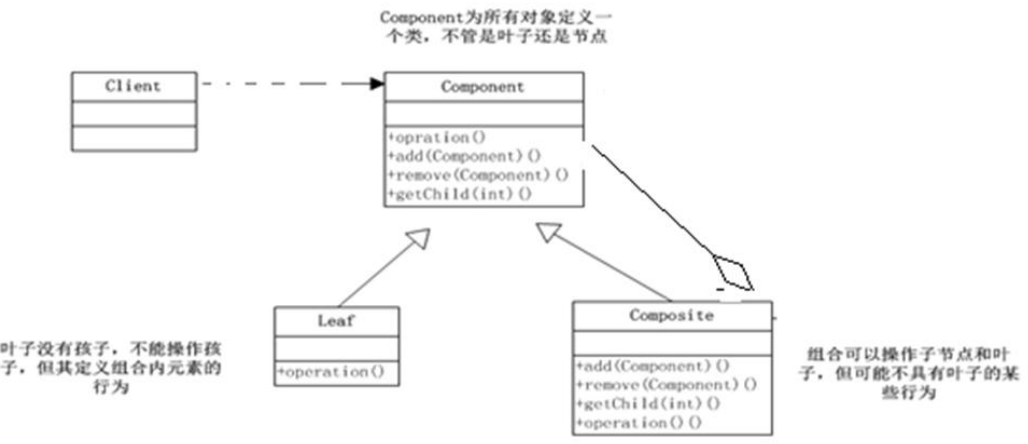 Component为所有对象定义一
个类，不管是叶子还是节点
Client
Component
+opration()
+add(Component)()
+remove(Component)()
+getChild(int)()
Leaf
+operation()
Composite
+add(Component)()
+remove(Component)()
+getChild(int)()
+operation()()
叶子没有孩子，不能操作孩
子，但其定义组合内元素的
行为
组合可以操作子节点和叶
子，但可能不具有叶子的某
些行为